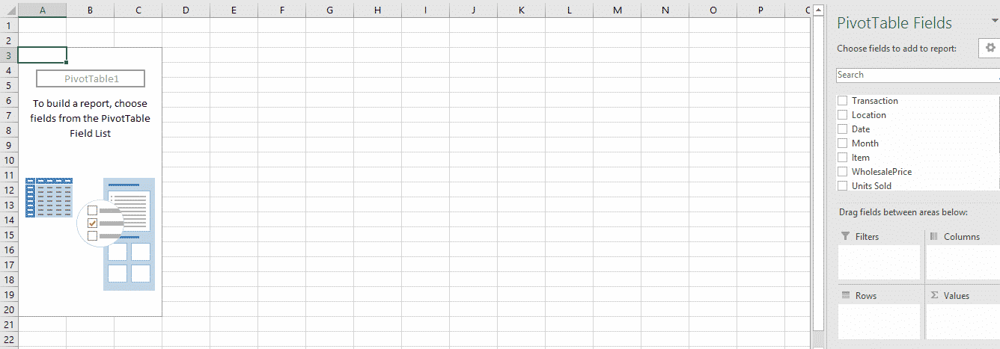 A B C D E F G H I J K L M N O P
1
2
3
4
5
6
7
8
9
10
11
12
13
14
15
16
17
18
19
20
21
22
PivotTable1
To build a report, choose
fields from the PivotTable
Field List
PivotTable Fields
Choose fields to add to report:
Search
Transaction
Location
Date
Month
Item
WholesalePrice
Units Sold
Drag fields between areas below:
Filters
Columns
Rows
Σ Values